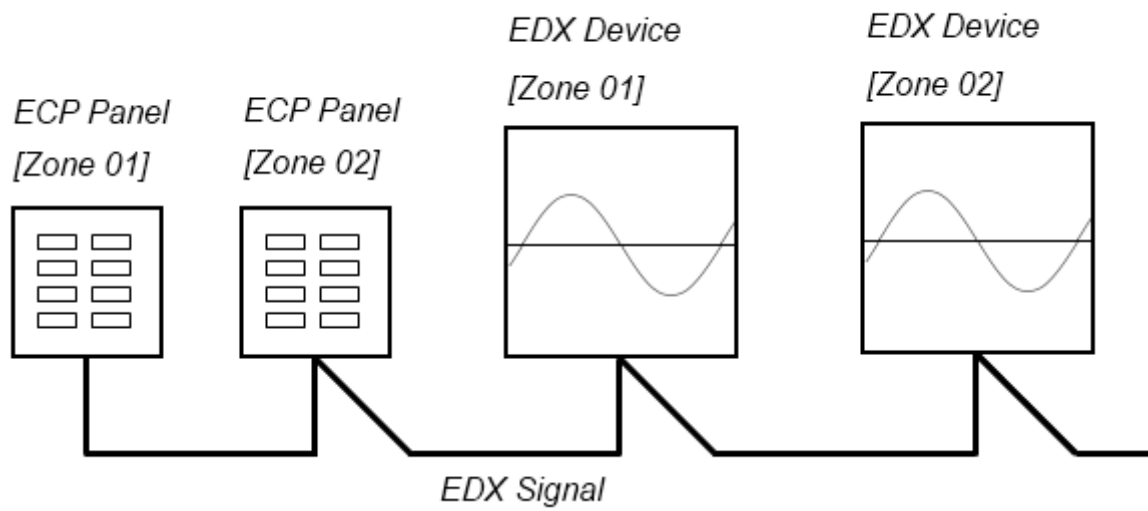 ECP Panel
[Zone 01]
ECP Panel
[Zone 02]
EDX Device
[Zone 01]
EDX Device
[Zone 02]
EDX Signal